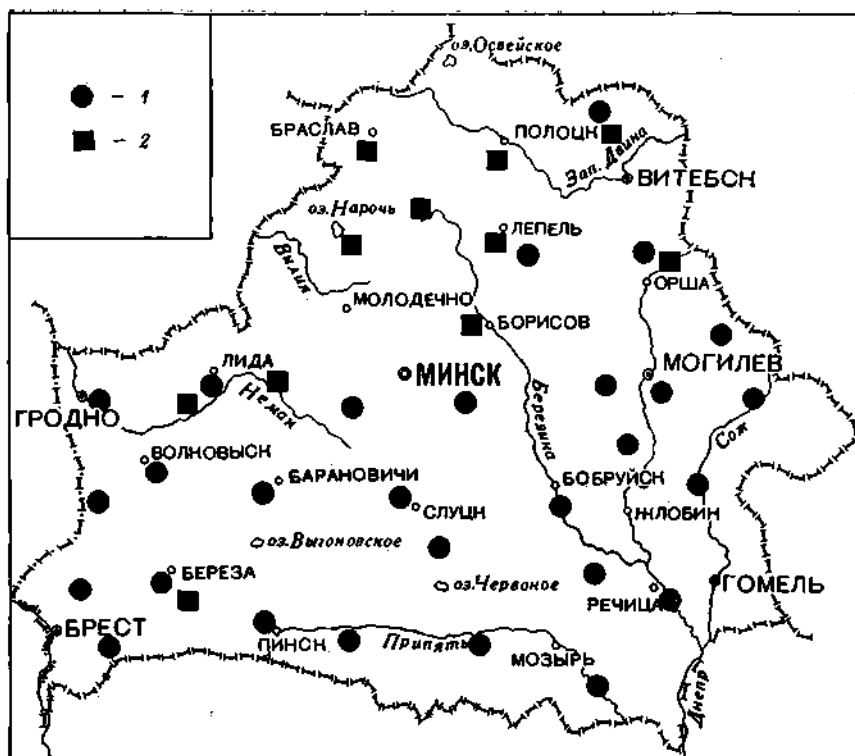 - 1
- 2
оз. Освейское
БРАСЛАВ
ПОЛОЦК
Зап. Двина
ВИТЕБСК
оз. Нарочь
ЛЕПЕЛЬ
Вилия
ОРША
МОЛОДЕЧНО
БОРИСОВ
ЛИДА
МИНСК
МОГИЛЕВ
ГРОДНО
Неман
Березина
Сож
ВОЛКОВЫСК
БАРАНОВИЧИ
БОБРУЙСК
СЛУЦК
ЖЛОБИН
оз. Выгоновское
БЕРЕЗА
оз. Червоное
ГОМЕЛЬ
РЕЧИЦА
БРЕСТ
ПИНСК
Припять
МОЗЫРЬ
Днепр